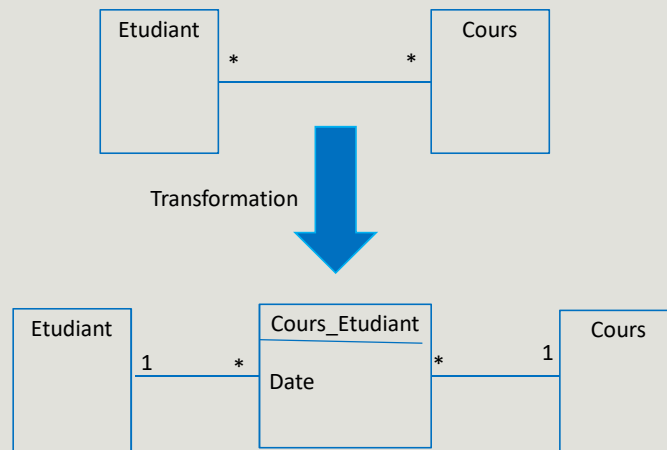 Etudiant
Cours
* *
Transformation
Etudiant
Cours_Etudiant
Cours
1 * * 1
Date